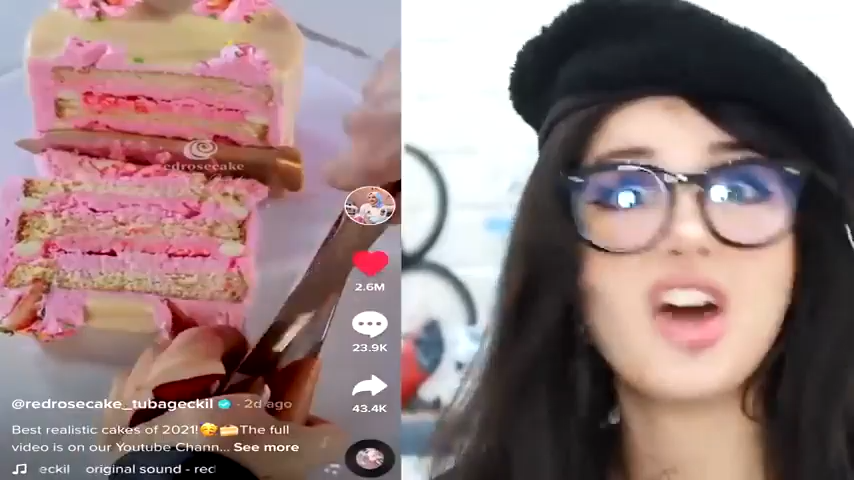 redrosecake
2.6M
23.9K
43.4K
@redrosecake_tubageckil · 2d ago
Best realistic cakes of 2021!🥳🍰The full
video is on our Youtube Chann... See more
eckil original sound - red